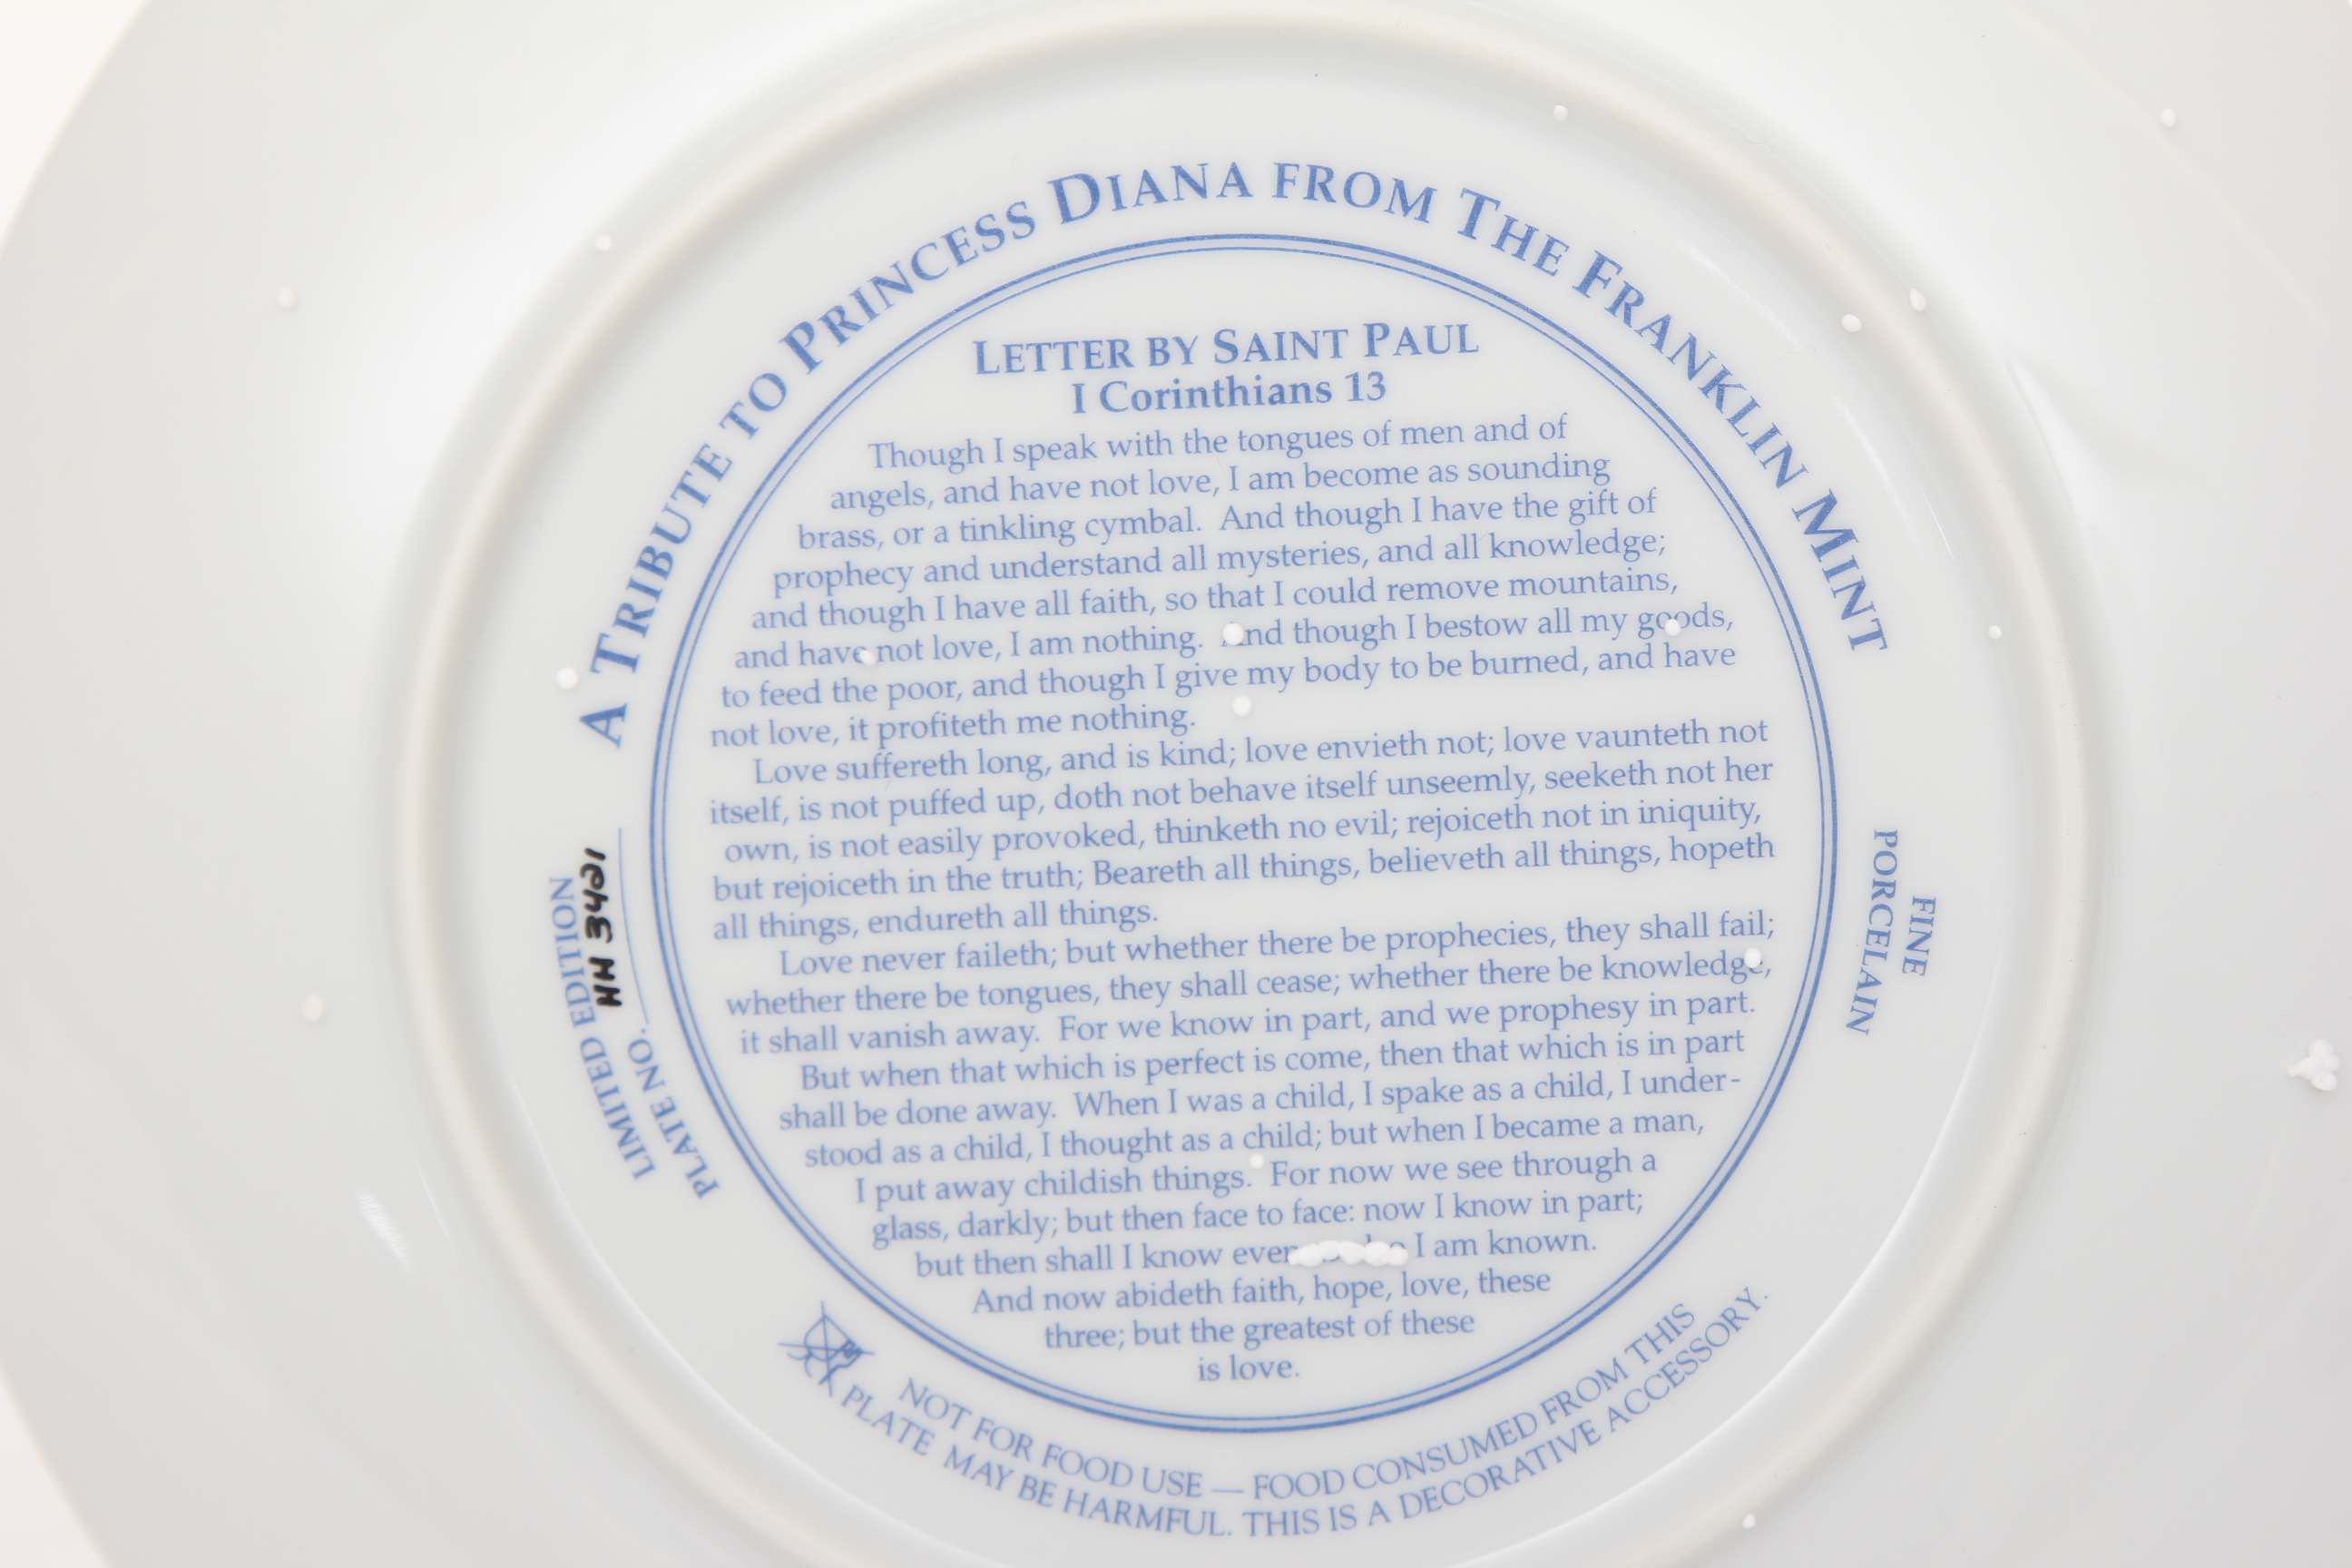 A TRIBUTE TO PRINCESS DIANA FROM THE FRANKLIN MINT
LETTER BY SAINT PAUL
I Corinthians 13
Though I speak with the tongues of men and of
angels, and have not love, I am become as sounding
brass, or a tinkling cymbal. And though I have the gift of
prophecy and understand all mysteries, and all knowledge;
and though I have all faith, so that I could remove mountains,
and have not love, I am nothing. And though I bestow all my goods,
to feed the poor, and though I give my body to be burned, and have
not love, it profiteth me nothing.
Love suffereth long, and is kind; love envieth not; love vaunteth not
itself, is not puffed up, doth not behave itself unseemly, seeketh not her
own, is not easily provoked, thinketh no evil; rejoiceth not in iniquity,
but rejoiceth in the truth; Beareth all things, believeth all things, hopeth
all things, endureth all things.
Love never faileth; but whether there be prophecies, they shall fail;
whether there be tongues, they shall cease; whether there be knowledge,
it shall vanish away. For we know in part, and we prophesy in part.
But when that which is perfect is come, then that which is in part
shall be done away. When I was a child, I spake as a child, I under-
stood as a child, I thought as a child; but when I became a man,
I put away childish things. For now we see through a
glass, darkly; but then face to face: now I know in part;
but then shall I know even I am known.
And now abideth faith, hope, love, these
three; but the greatest of these
is love.
LIMITED EDITION
PLATE NO. HN 3401
FINE
PORCELAIN
NOT FOR FOOD USE — FOOD CONSUMED FROM THIS
PLATE MAY BE HARMFUL. THIS IS A DECORATIVE ACCESSORY.